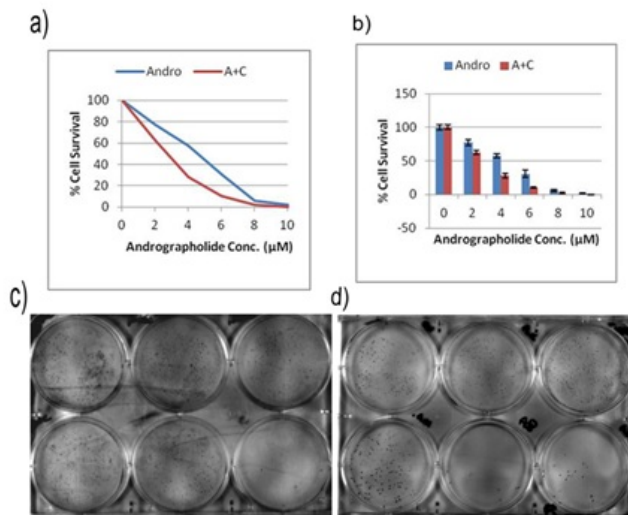 a)
Andro A+C
100
80
60
40
20
0
% Cell Survival
0 2 4 6 8 10
Andrographolide Conc. (µM)
b)
Andro A+C
150
100
50
0
-50
% Cell Survival
0 2 4 6 8 10
Andrographolide Conc. (µM)
c)
d)